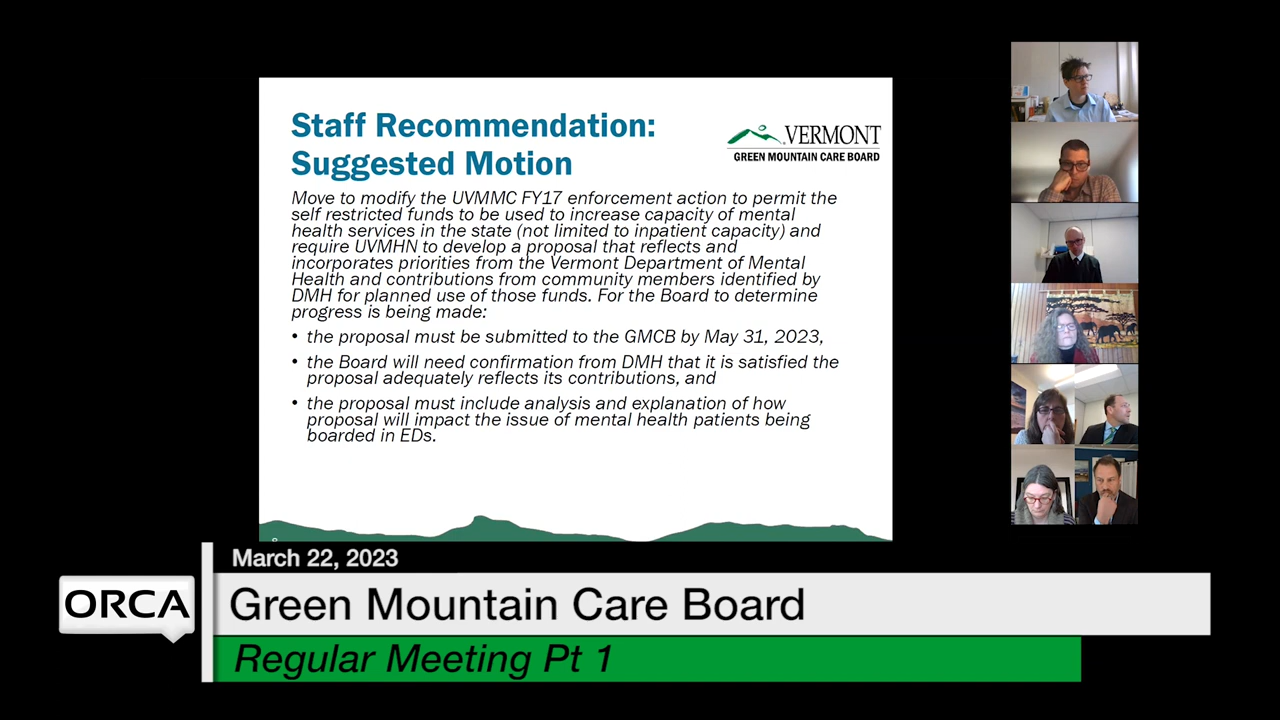 Staff Recommendation:
Suggested Motion
VERMONT
GREEN MOUNTAIN CARE BOARD
Move to modify the UVMMC FY17 enforcement action to permit the
self restricted funds to be used to increase capacity of mental
health services in the state (not limited to inpatient capacity) and
require UVMHN to develop a proposal that reflects and
incorporates priorities from the Vermont Department of Mental
Health and contributions from community members identified by
DMH for planned use of those funds. For the Board to determine
progress is being made:
• the proposal must be submitted to the GMCB by May 31, 2023,
• the Board will need confirmation from DMH that it is satisfied the
proposal adequately reflects its contributions, and
• the proposal must include analysis and explanation of how
proposal will impact the issue of mental health patients being
boarded in EDs.
March 22, 2023
ORCA
Green Mountain Care Board
Regular Meeting Pt 1